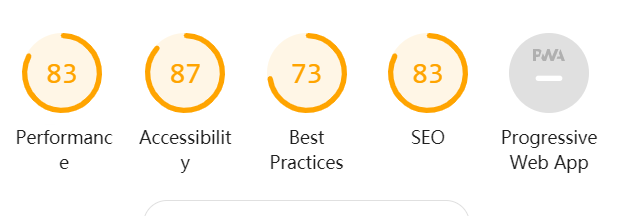 83
87
73
83
PWA
Performanc
e
Accessibilit
y
Best
Practices
SEO
Progressive
Web App